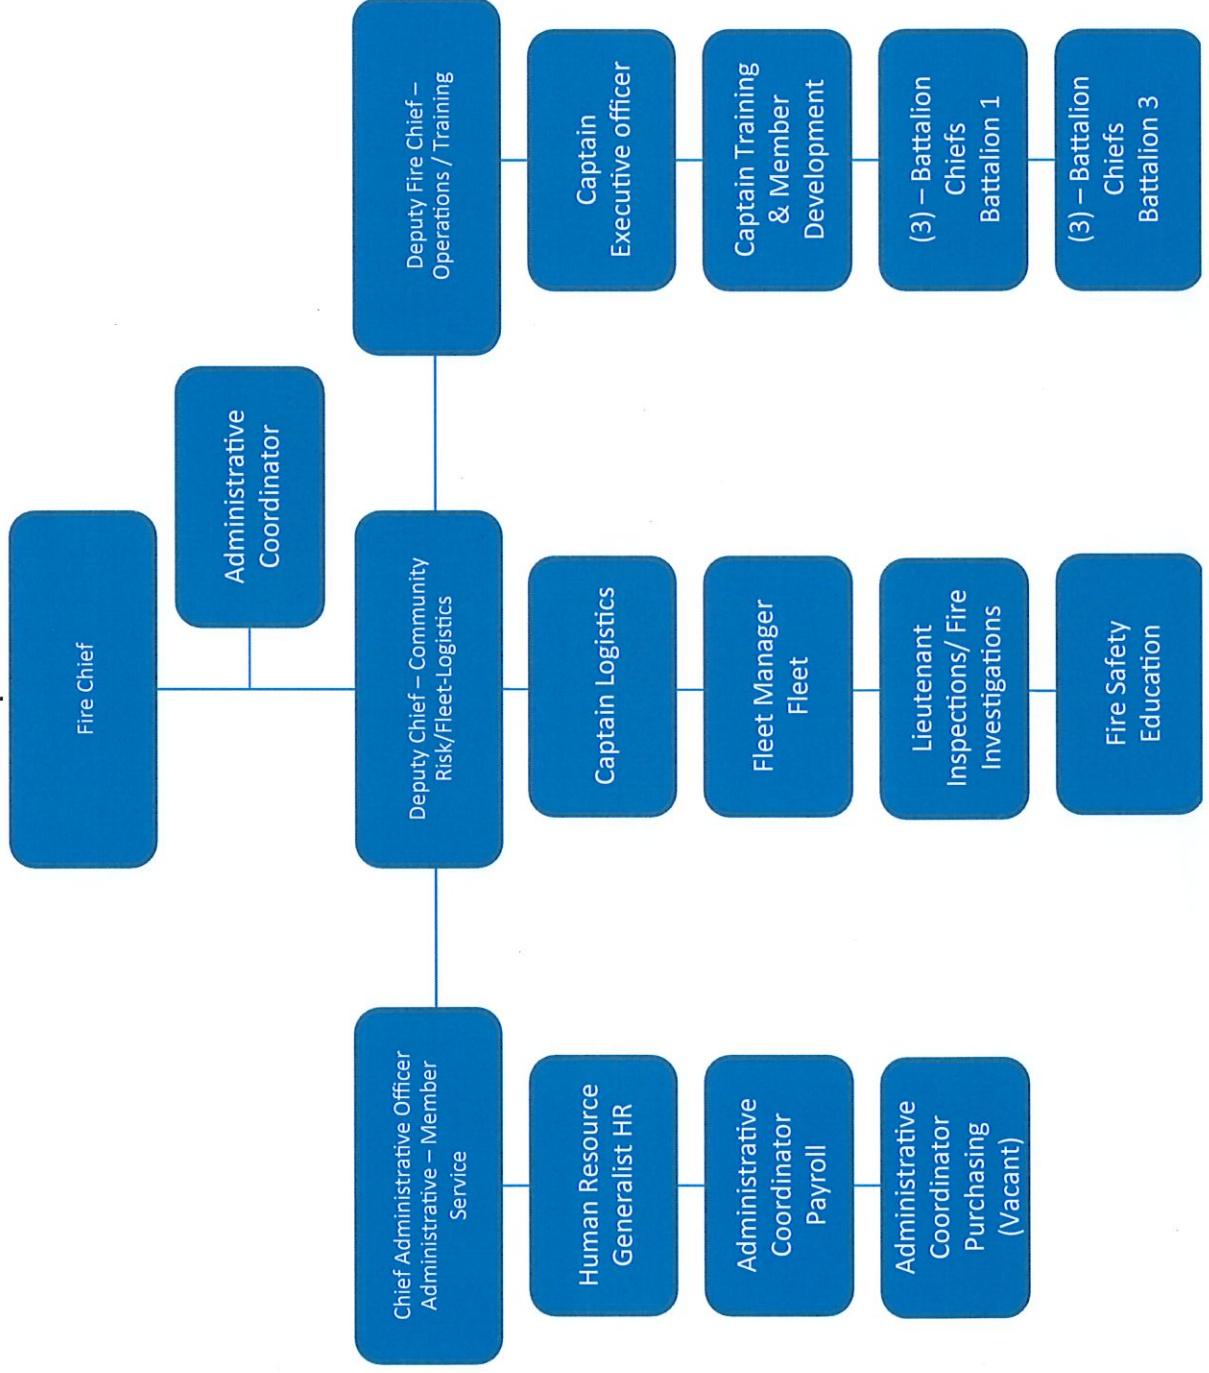 Fire Chief
Administrative
Coordinator
Chief Administrative Officer
Administrative – Member
Service
Deputy Chief – Community
Risk/Fleet-Logistics
Deputy Fire Chief –
Operations / Training
Human Resource
Generalist HR
Administrative
Coordinator
Payroll
Administrative
Coordinator
Purchasing
(Vacant)
Captain Logistics
Fleet Manager
Fleet
Lieutenant
Inspections/ Fire
Investigations
Fire Safety
Education
Captain
Executive officer
Captain Training
& Member
Development
(3) – Battalion
Chiefs
Battalion 1
(3) – Battalion
Chiefs
Battalion 3